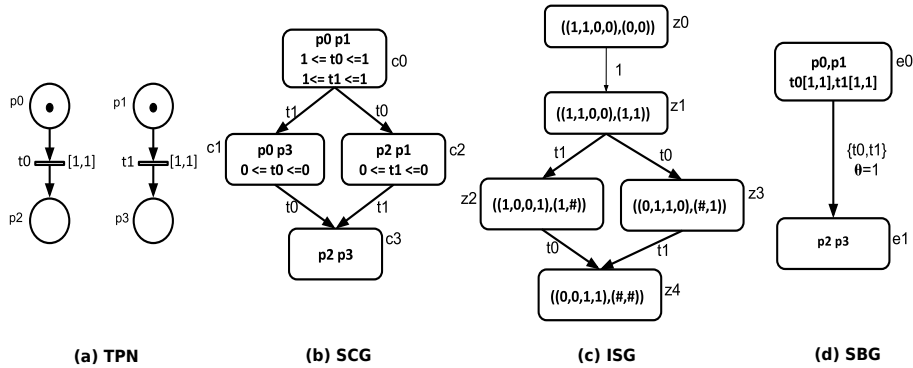 p0
t0
[1,1]
p2
p1
t1
[1,1]
p3
(a) TPN
p0 p1
1 <= t0 <=1
1<= t1 <=1
c0
t1
t0
c1
p0 p3
0 <= t0 <=0
p2 p1
0 <= t1 <=0
c2
t0
t1
p2 p3
c3
(b) SCG
((1,1,0,0),(0,0))
z0
1
((1,1,0,0),(1,1))
z1
t1
t0
z2
((1,0,0,1),(1,#))
((0,1,1,0),(#,1))
z3
t0
t1
((0,0,1,1),(#,#))
z4
(c) ISG
p0,p1
t0[1,1],t1[1,1]
e0
{t0,t1}
θ=1
p2 p3
e1
(d) SBG